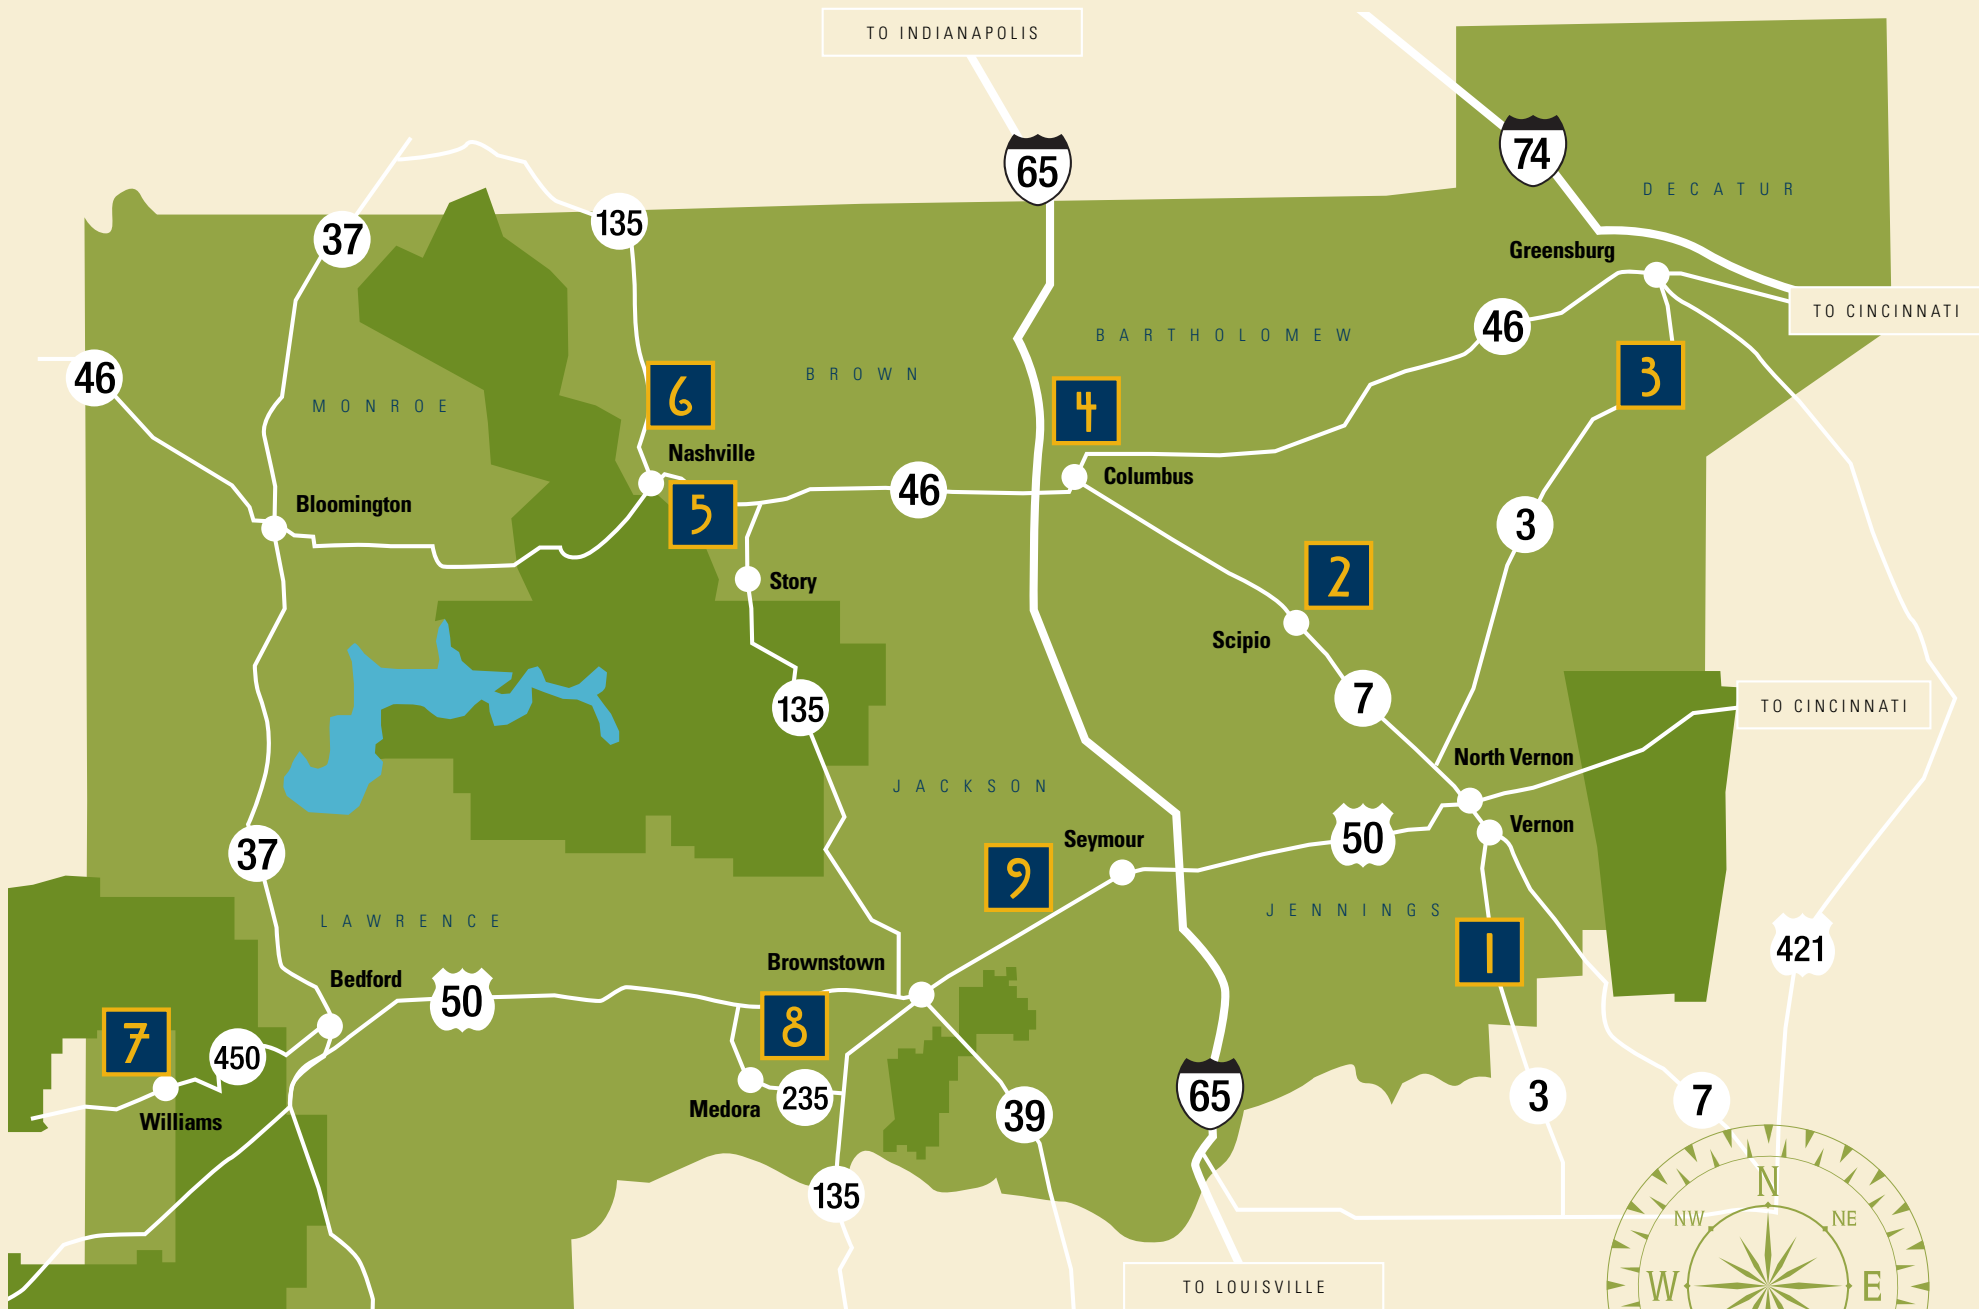 TO INDIANAPOLIS
65
74
DECATUR
135
37
Greensburg
TO CINCINNATI
46
BARTHOLOMEW
46
BROWN
3
6
4
MONROE
Nashville
Columbus
46
Bloomington
5
3
2
Story
Scipio
7
135
TO CINCINNATI
North Vernon
JACKSON
Vernon
50
Seymour
37
9
JENNINGS
LAWRENCE
1
421
Brownstown
Bedford
50
8
7
450
Medora
235
Williams
39
65
3
7
135
N
NW
NE
W
E
TO LOUISVILLE